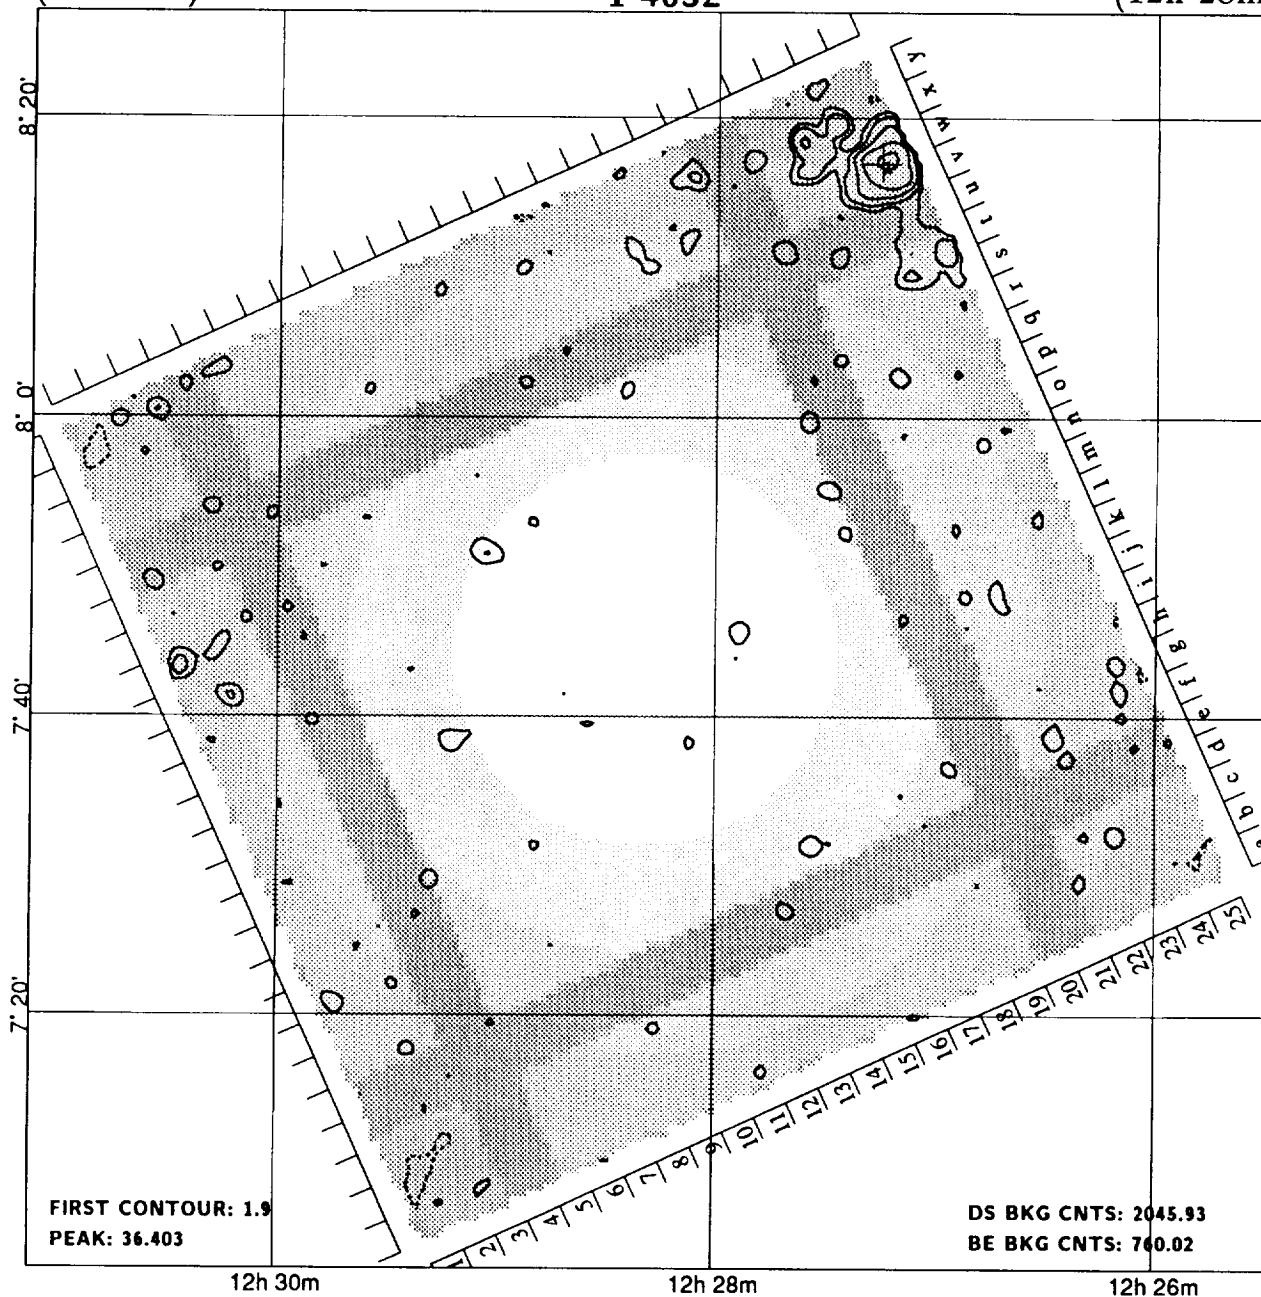 8° 20'
8° 0'
7° 40'
7° 20'
y x w v u t s r q p o n m l k j i h g f e d c b
1 2 3 4 5 6 7 8 9 10 11 12 13 14 15 16 17 18 19 20 21 22 23 24 25
FIRST CONTOUR: 1.9
PEAK: 36.403
DS BKG CNTS: 2045.93
BE BKG CNTS: 760.02
12h 30m
12h 28m
12h 26m